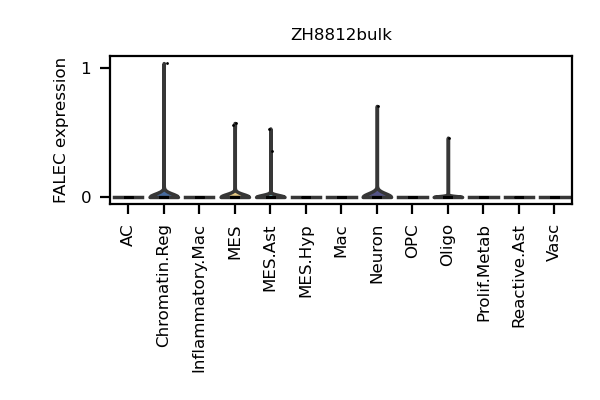 ZH8812bulk
FALEC expression
1
0
AC
Chromatin.Reg
Inflammatory.Mac
MES
MES.Ast
MES.Hyp
Mac
Neuron
OPC
Oligo
Prolif.Metab
Reactive.Ast
Vasc